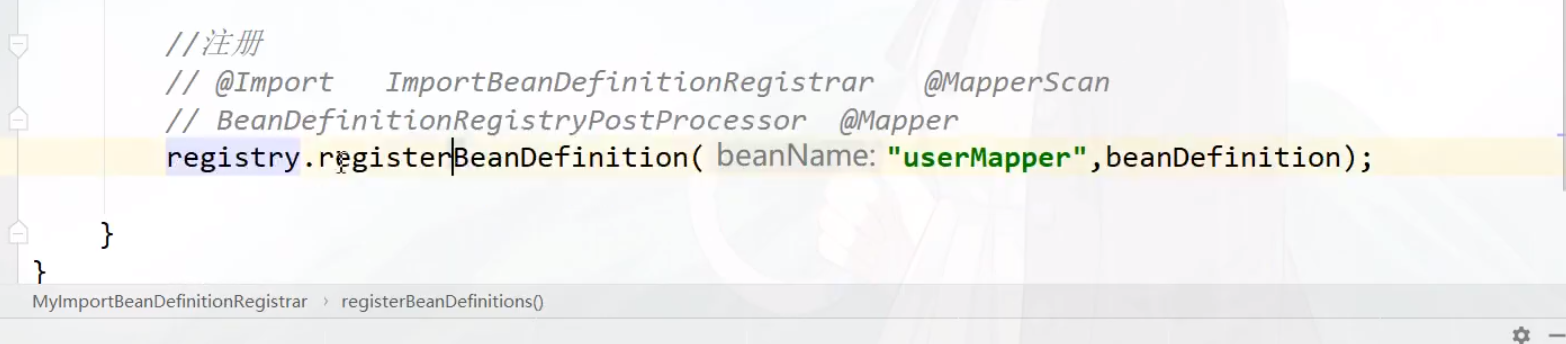 //注册
// @Import   ImportBeanDefinitionRegistrar   @MapperScan
// BeanDefinitionRegistryPostProcessor  @Mapper
registry.registerBeanDefinition( beanName: "userMapper",beanDefinition);
}
}
MyImportBeanDefinitionRegistrar › registerBeanDefinitions()